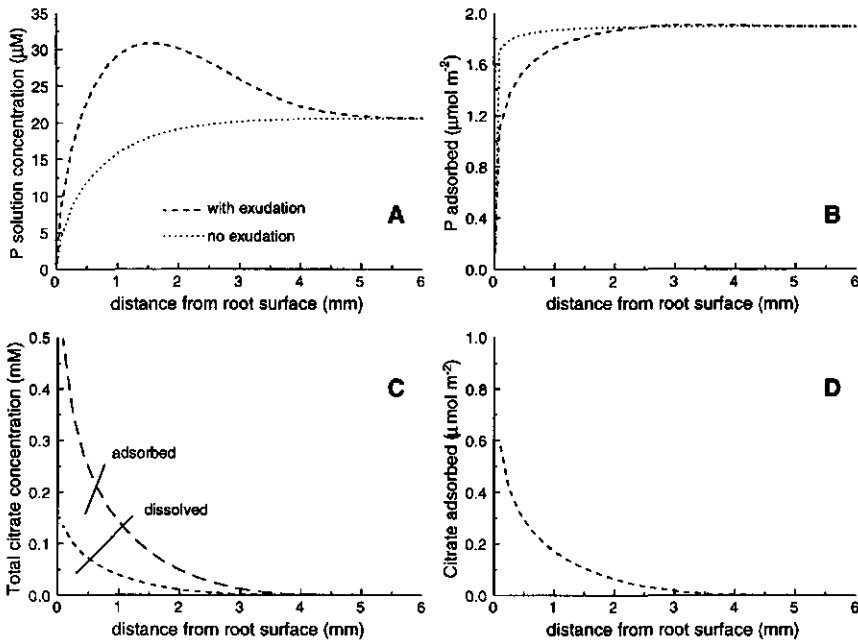 P solution concentration (µM)
35
30
25
20
15
10
5
0
with exudation
no exudation
A
0 1 2 3 4 5 6
distance from root surface (mm)
P adsorbed (µmol m-2)
2.0
1.6
1.2
0.8
0.4
0.0
B
0 1 2 3 4 5 6
distance from root surface (mm)
Total citrate concentration (mM)
0.5
0.4
0.3
0.2
0.1
0.0
adsorbed
dissolved
C
0 1 2 3 4 5 6
distance from root surface (mm)
Citrate adsorbed (µmol m-2)
1.0
0.8
0.6
0.4
0.2
0.0
D
0 1 2 3 4 5 6
distance from root surface (mm)